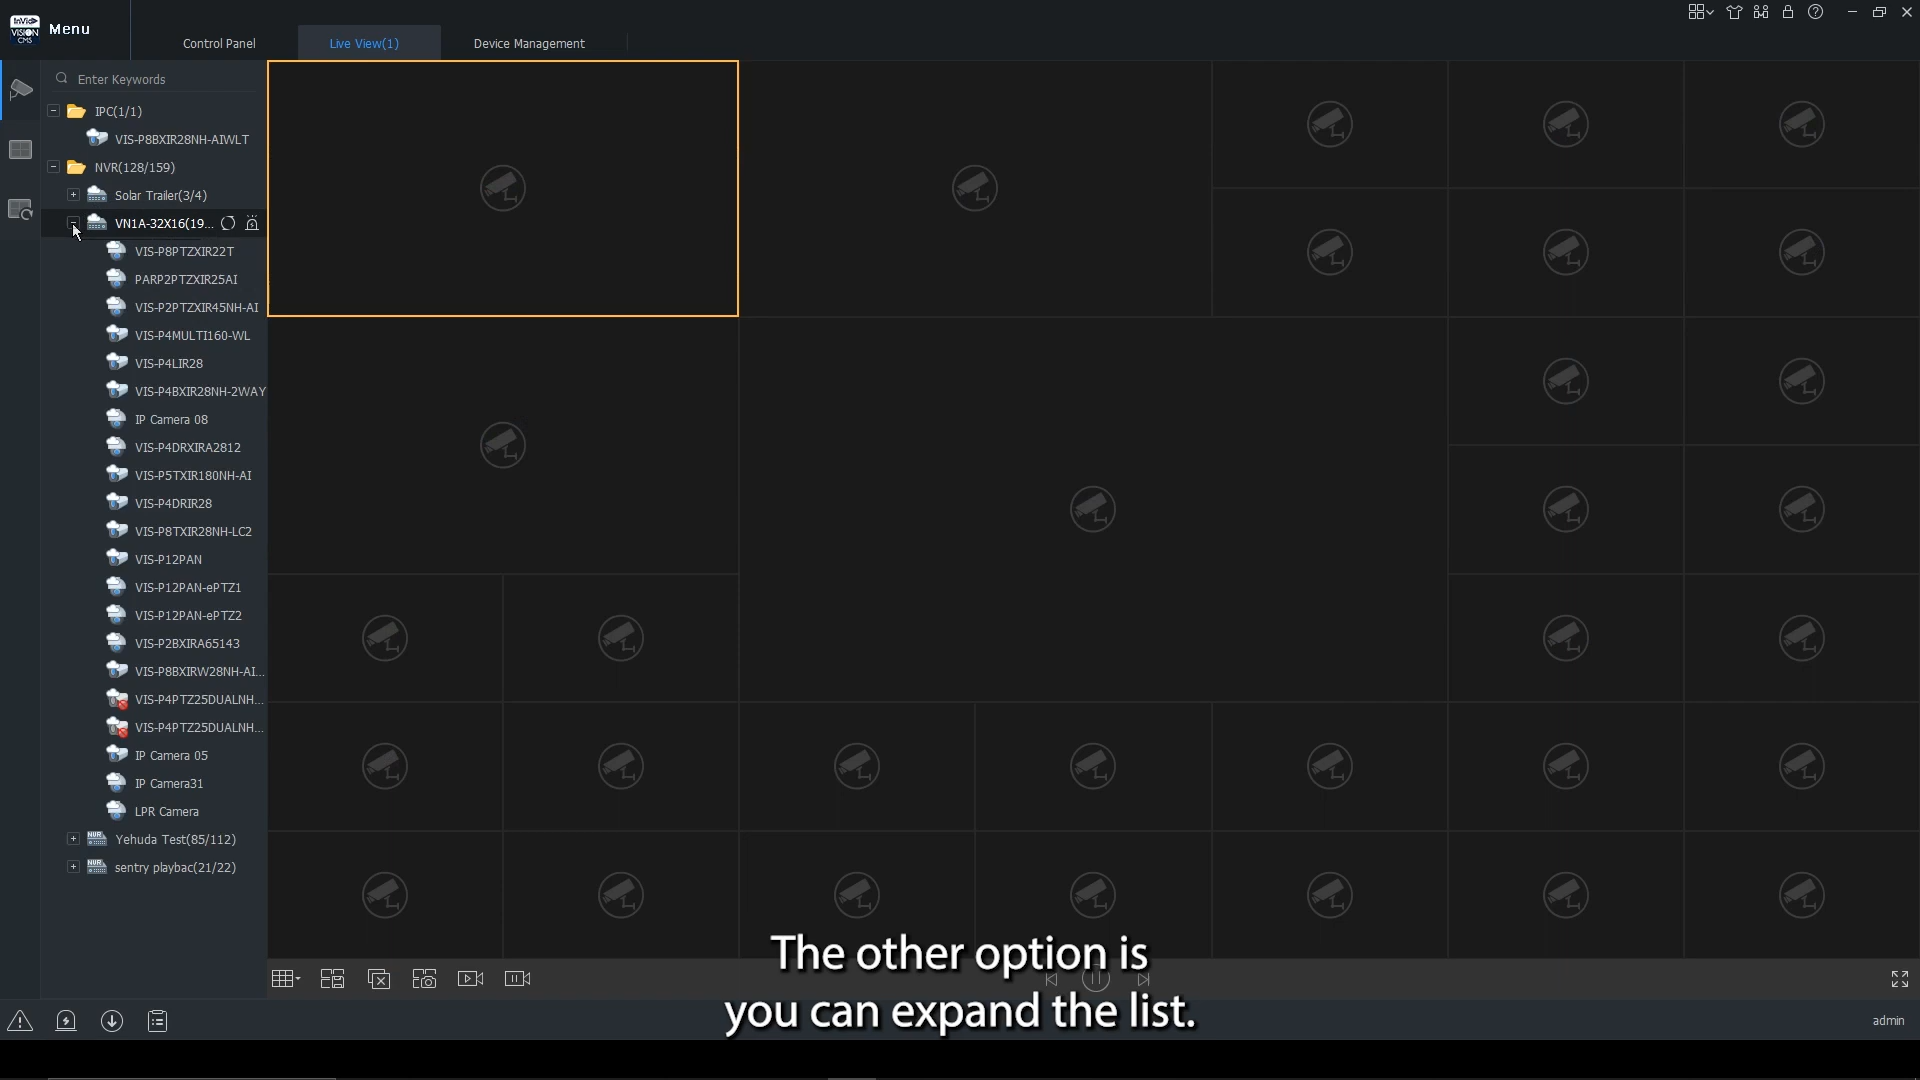 InVid
VISION
CMS
Menu
Control Panel
Live View(1)
Device Management
Enter Keywords
IPC(1/1)
VIS-P8BXIR28NH-AIWLT
NVR(128/159)
Solar Trailer(3/4)
VN1A-32X16(19...
VIS-P8PTZXIR22T
PARP2PTZXIR25AI
VIS-P2PTZXIR45NH-AI
VIS-P4MULTI160-WL
VIS-P4LIR28
VIS-P4BXIR28NH-2WAY
IP Camera 08
VIS-P4DRXIRA2812
VIS-P5TXIR180NH-AI
VIS-P4DRIR28
VIS-P8TXIR28NH-LC2
VIS-P12PAN
VIS-P12PAN-ePTZ1
VIS-P12PAN-ePTZ2
VIS-P2BXIRA65143
VIS-P8BXIRW28NH-AI...
VIS-P4PTZ25DUALNH...
VIS-P4PTZ25DUALNH...
IP Camera 05
IP Camera31
LPR Camera
NVR Yehuda Test(85/112)
NVR sentry playbac(21/22)
The other option is
you can expand the list.
admin